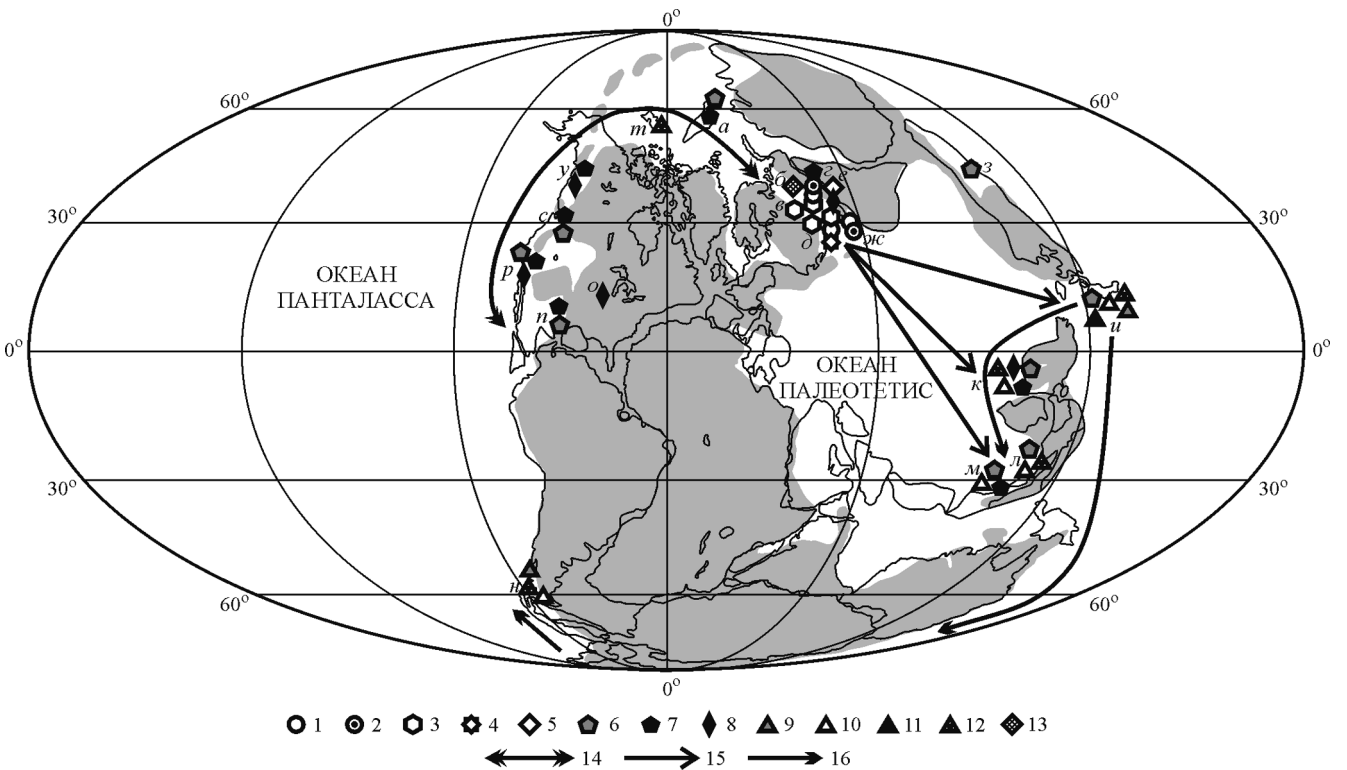 0°
60°
60°
т
а
у
б
г
з
в
с
30°
30°
д
ж
ОКЕАН
ПАНТАЛАССА
р
о
п
и
0°
0°
ОКЕАН
ПАЛЕОТЕТИС
к
м
л
30°
30°
н
60°
60°
0°
1 2 3 4 5 6 7 8 9 10 11 12 13
14 15 16